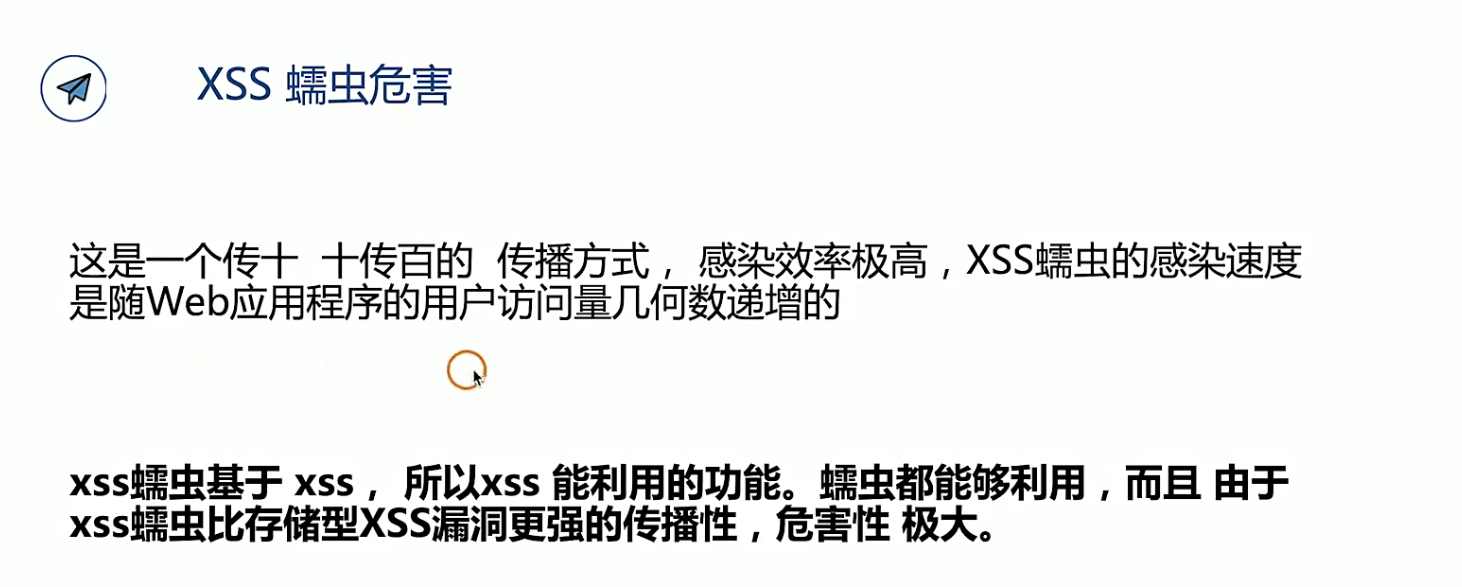 XSS 蠕虫危害
这是一个传十 十传百的 传播方式， 感染效率极高，XSS蠕虫的感染速度
是随Web应用程序的用户访问量几何数递增的
xss蠕虫基于 xss， 所以xss 能利用的功能。蠕虫都能够利用，而且 由于
xss蠕虫比存储型XSS漏洞更强的传播性，危害性 极大。